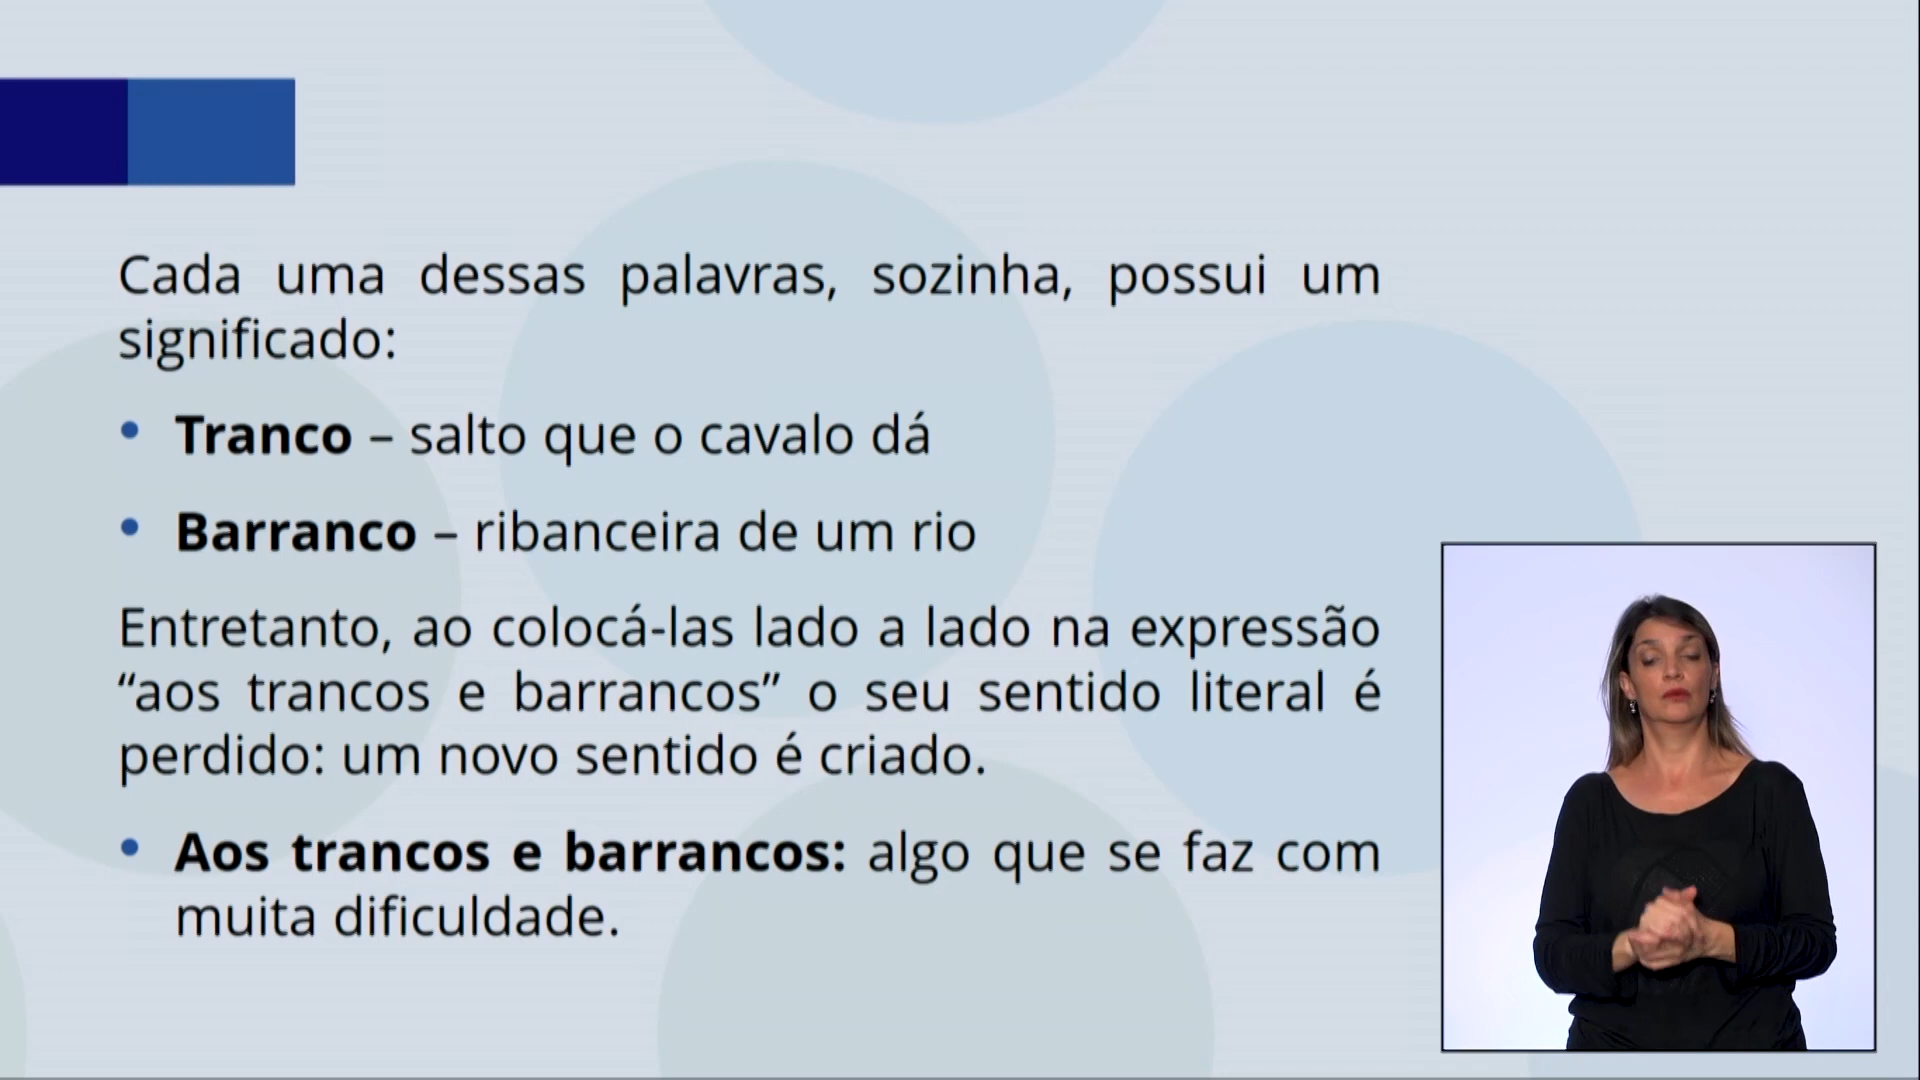 Cada uma dessas palavras, sozinha, possui um
significado:
• Tranco – salto que o cavalo dá
• Barranco – ribanceira de um rio
Entretanto, ao colocá-las lado a lado na expressão
“aos trancos e barrancos” o seu sentido literal é
perdido: um novo sentido é criado.
• Aos trancos e barrancos: algo que se faz com
muita dificuldade.